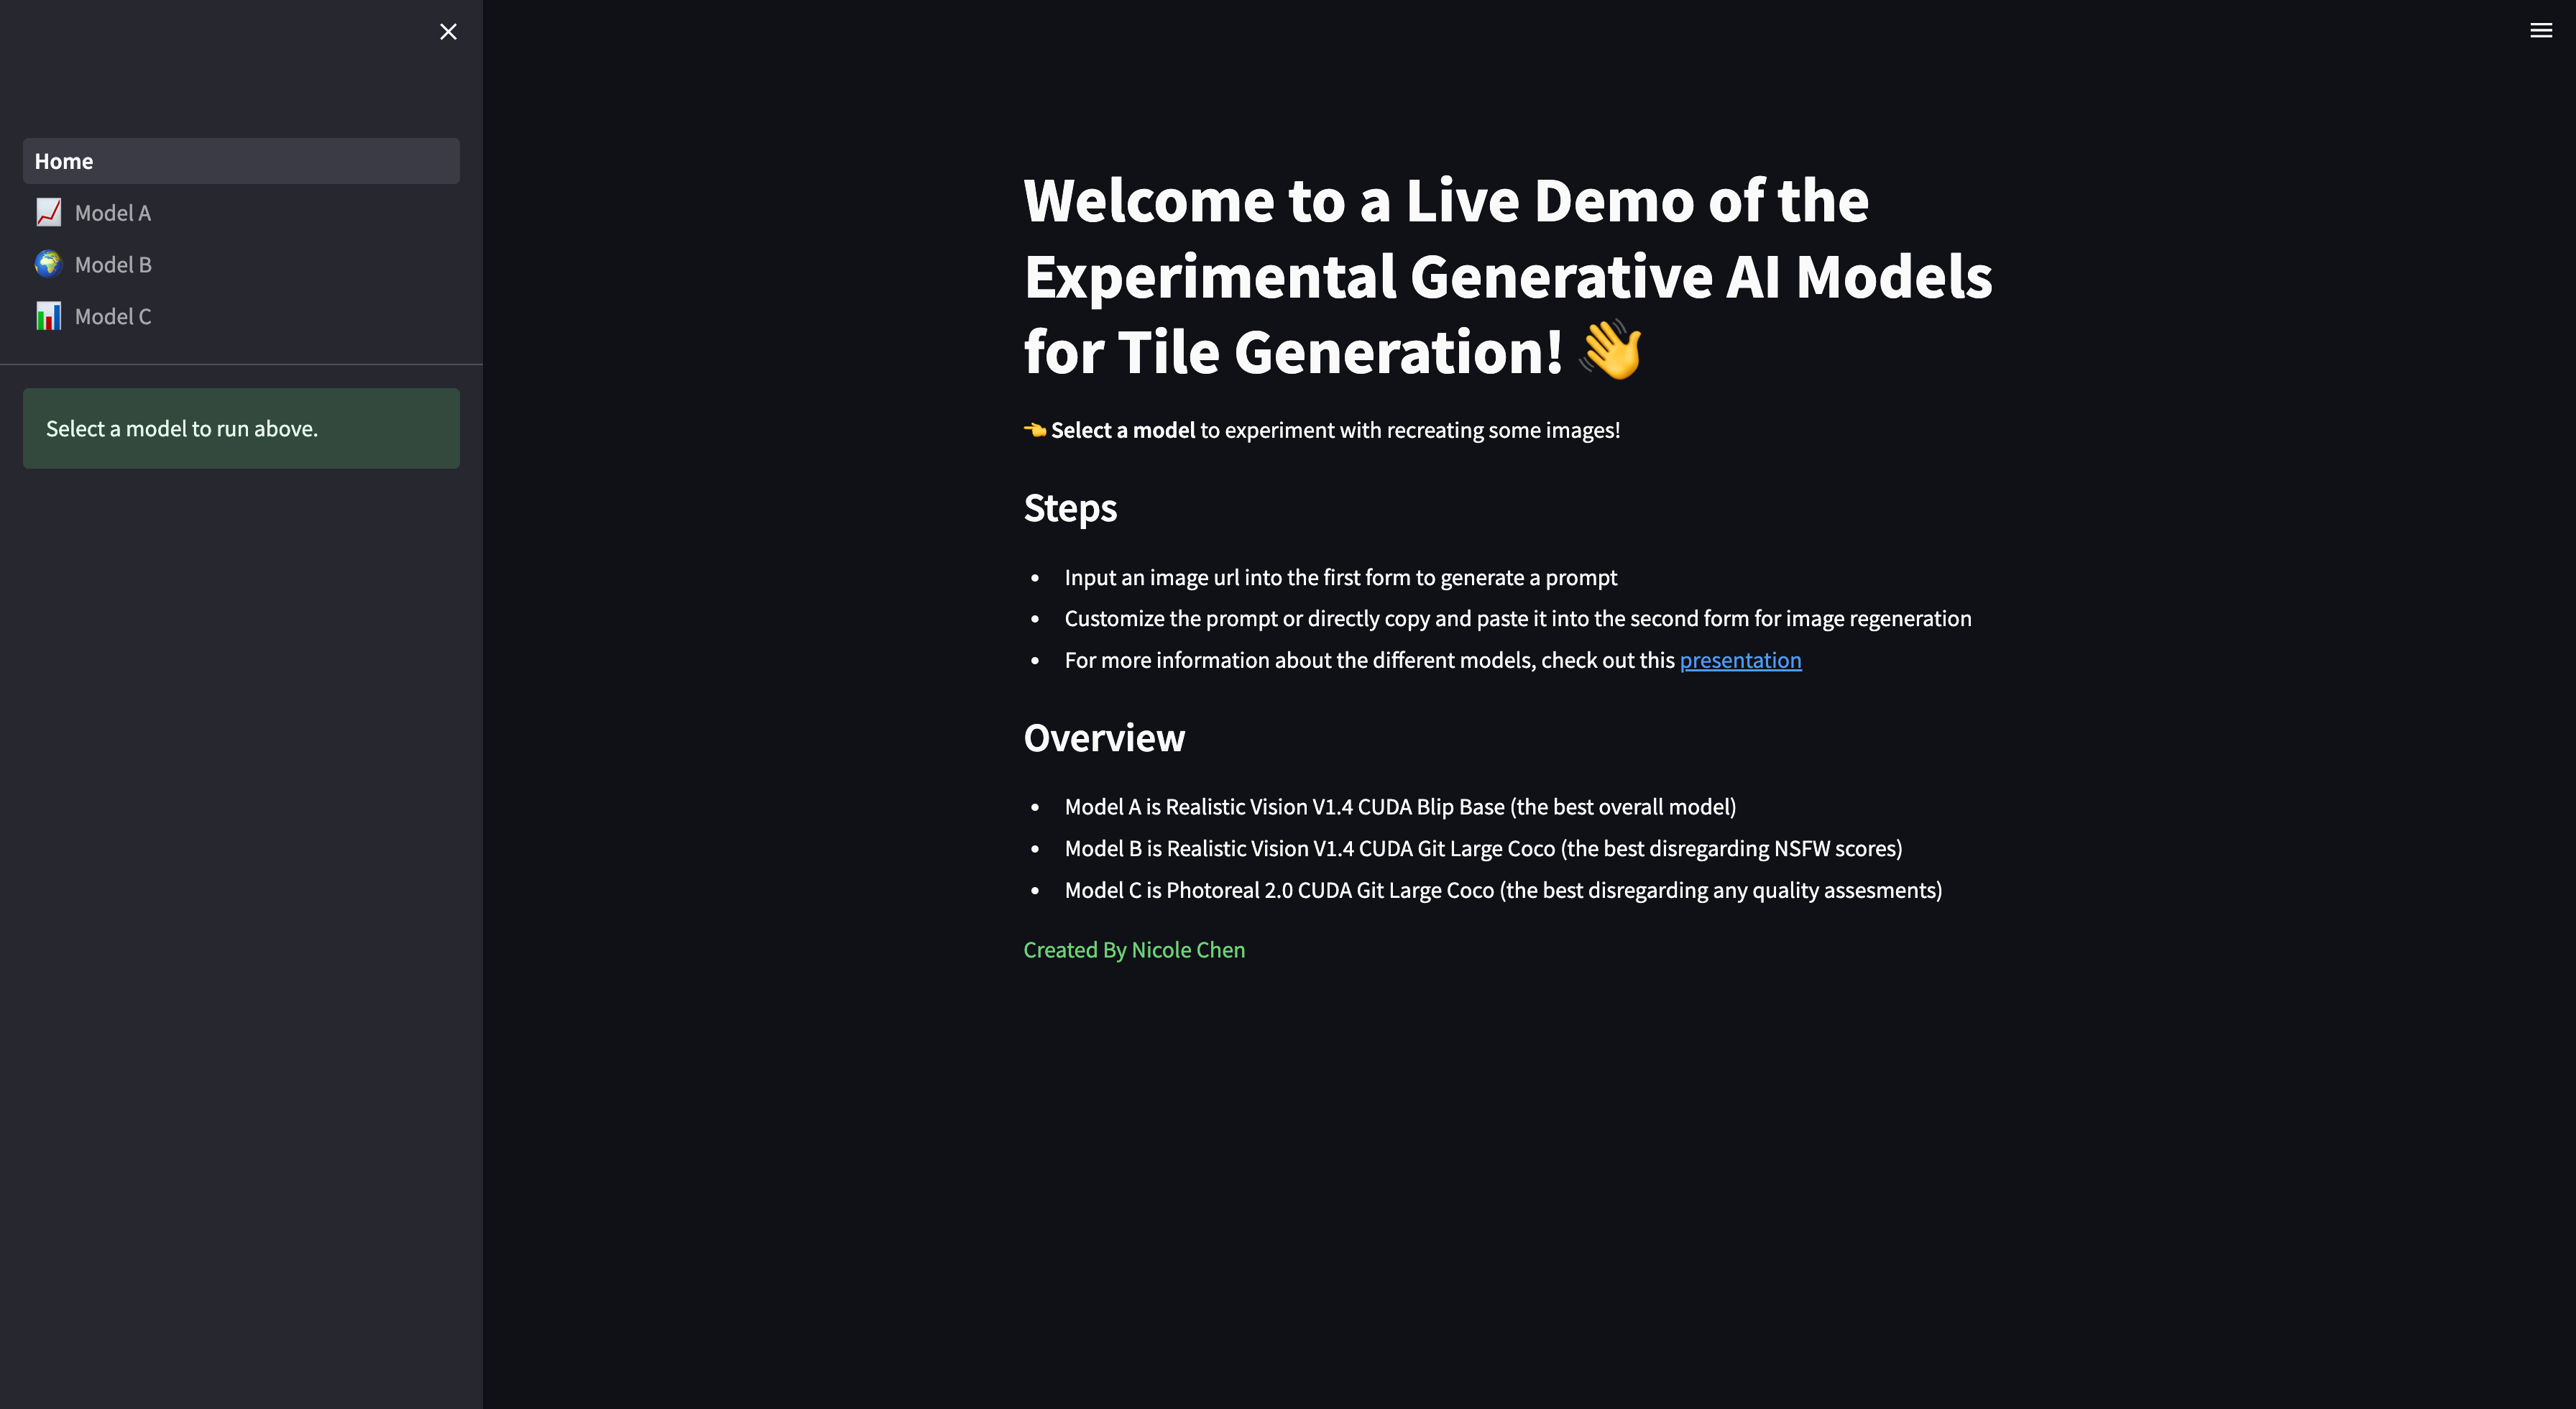 Home
Model A
Model B
Model C
Select a model to run above.
Welcome to a Live Demo of the
Experimental Generative AI Models
for Tile Generation! 👋
👈 Select a model to experiment with recreating some images!
Steps
• Input an image url into the first form to generate a prompt
• Customize the prompt or directly copy and paste it into the second form for image regeneration
• For more information about the different models, check out this presentation
Overview
• Model A is Realistic Vision V1.4 CUDA Blip Base (the best overall model)
• Model B is Realistic Vision V1.4 CUDA Git Large Coco (the best disregarding NSFW scores)
• Model C is Photoreal 2.0 CUDA Git Large Coco (the best disregarding any quality assesments)
Created By Nicole Chen